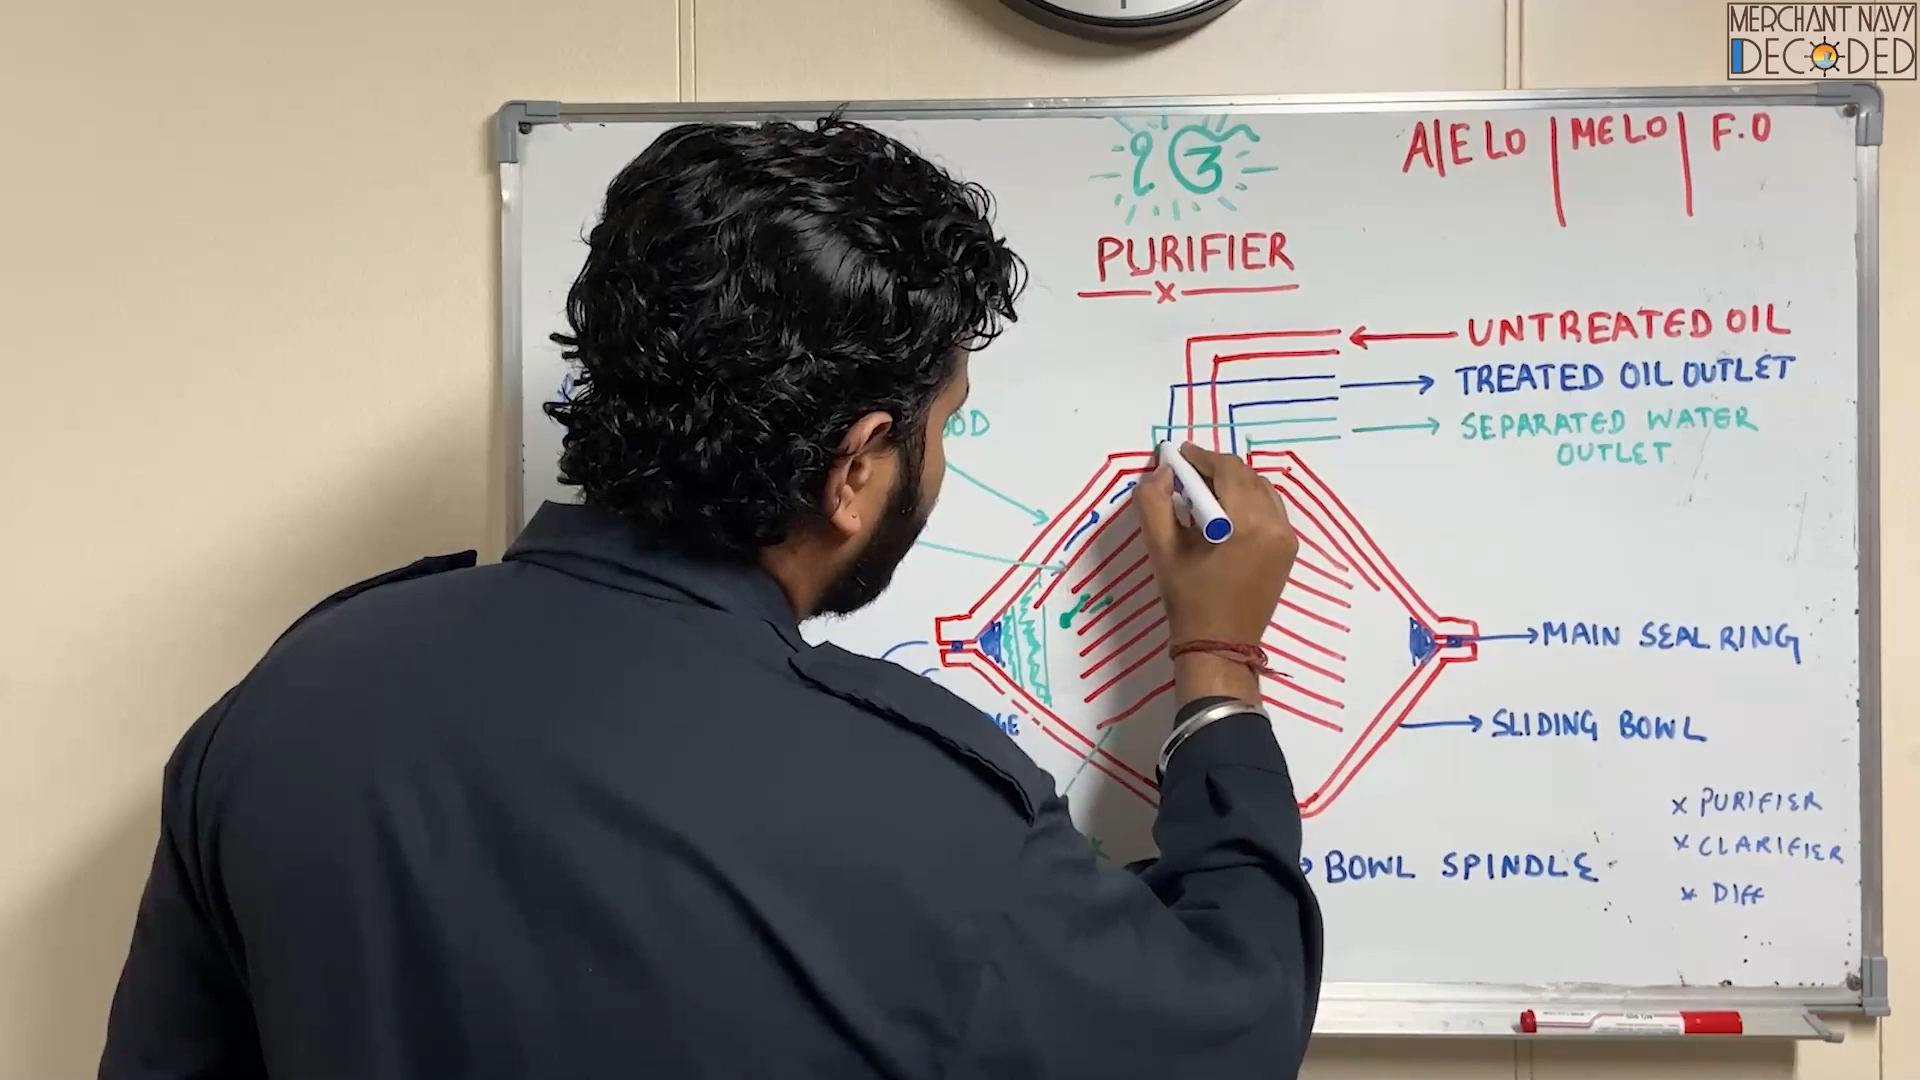 MERCHANT NAVY
DECODED
A/E LO | ME LO | F.O
ੴ
PURIFIER
x
UNTREATED OIL
TREATED OIL OUTLET
SEPARATED WATER
OUTLET
MAIN SEAL RING
SLIDING BOWL
x PURIFIER
x CLARIFIER
BOWL SPINDLE
x DIFF